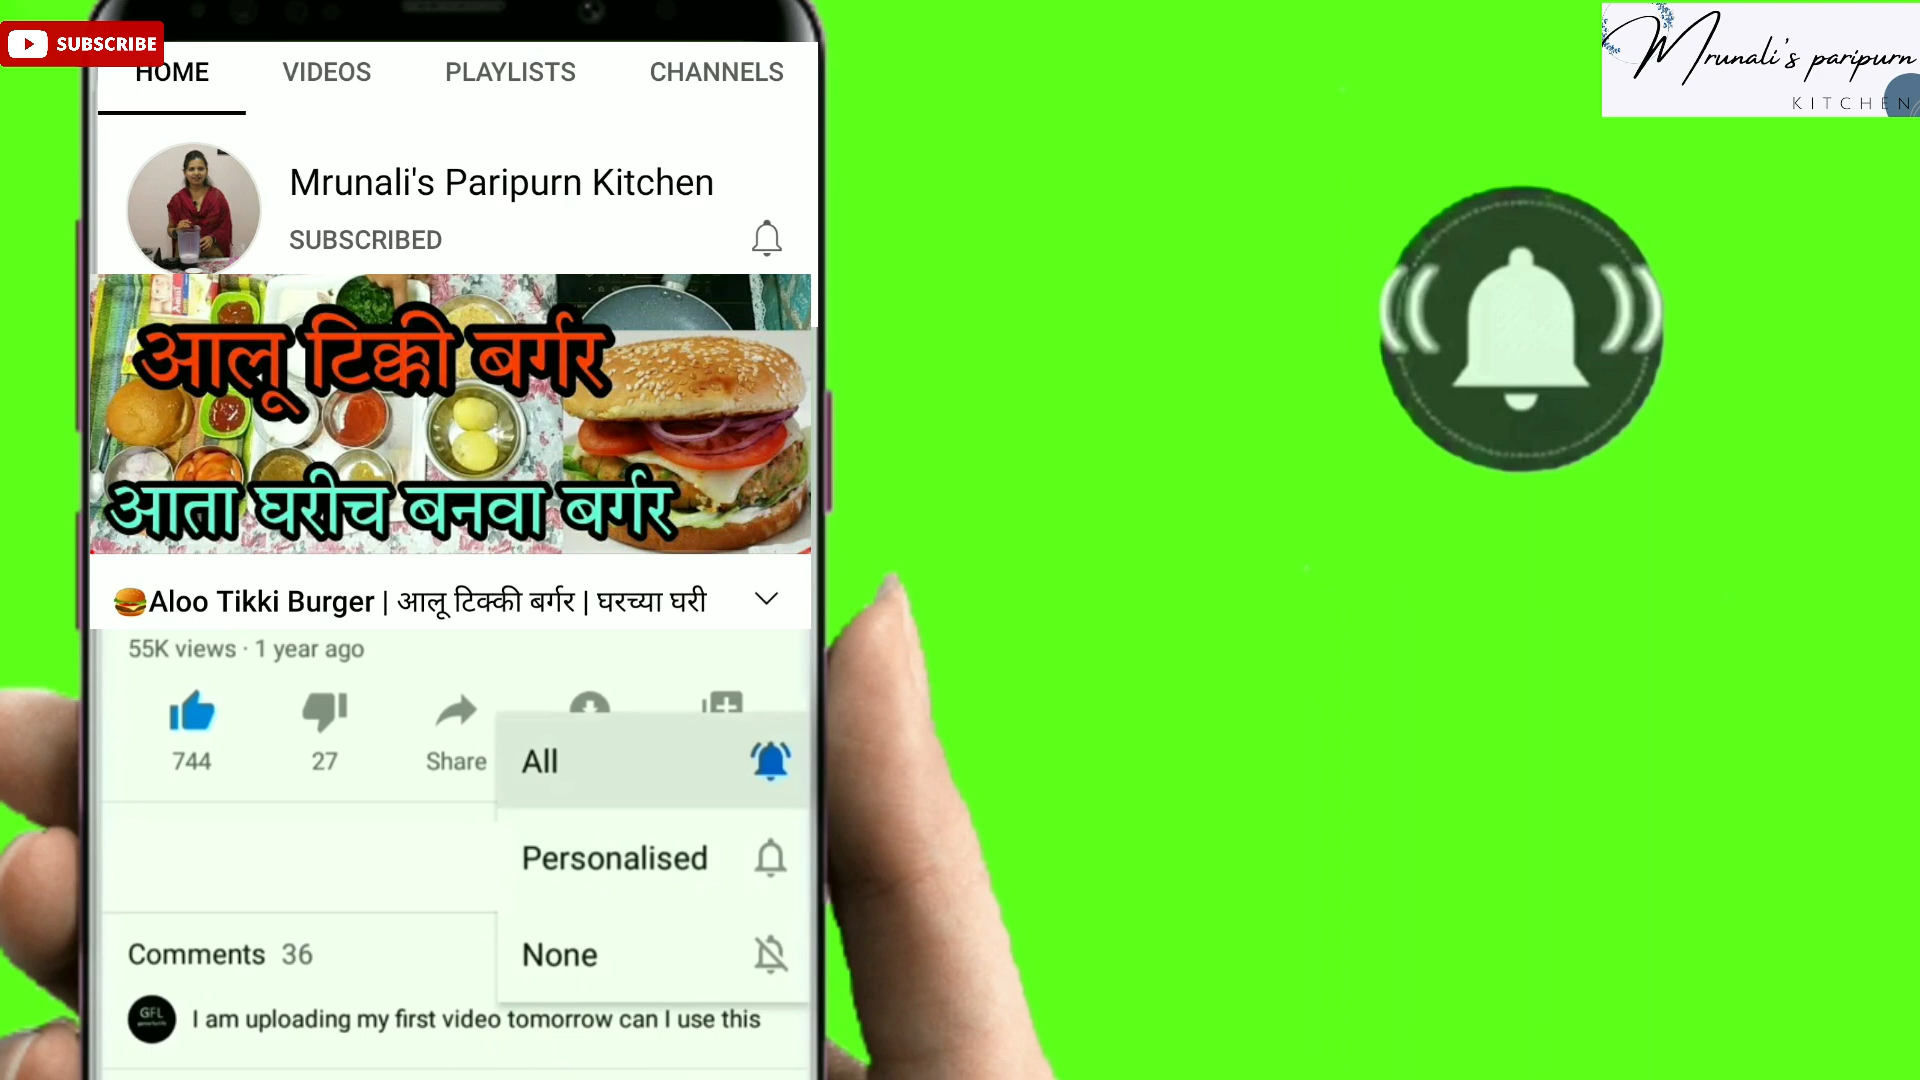 SUBSCRIBE
Mrunali's paripurn
KITCHEN
HOME VIDEOS PLAYLISTS CHANNELS
Mrunali's Paripurn Kitchen
SUBSCRIBED
आलू टिक्की बर्गर
आता घरीच बनवा बर्गर
🍔Aloo Tikki Burger | आलू टिक्की बर्गर | घरच्या घरी
55K views · 1 year ago
744 27 Share
All
Personalised
None
Comments 36
GFL
I am uploading my first video tomorrow can I use this